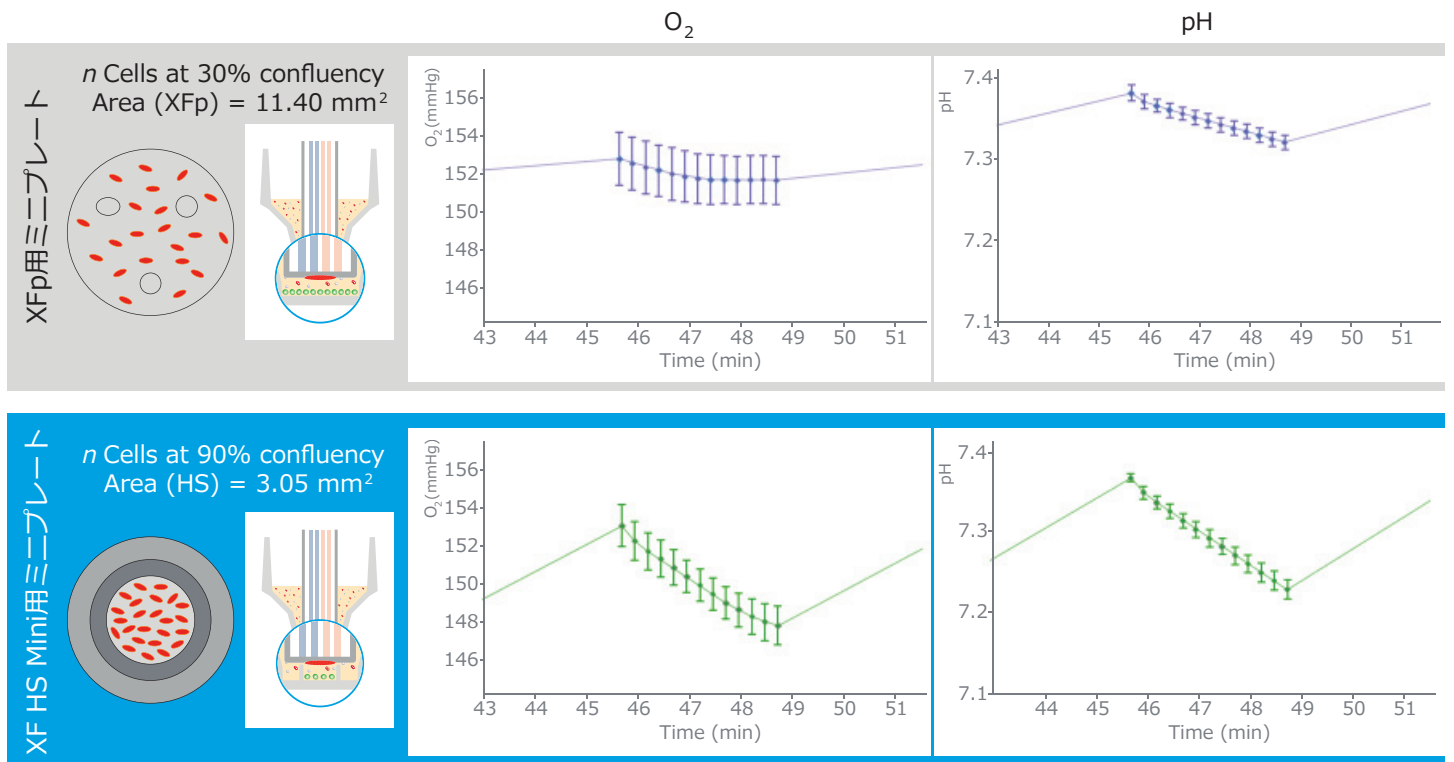 O₂
pH
XFp用ミニプレート
n Cells at 30% confluency
Area (XFp) = 11.40 mm²
O₂(mmHg)
156
154
152
150
148
146
43 44 45 46 47 48 49 50 51
Time (min)
pH
7.4
7.3
7.2
7.1
43 44 45 46 47 48 49 50 51
Time (min)
XF HS Mini用ミニプレート
n Cells at 90% confluency
Area (HS) = 3.05 mm²
O₂(mmHg)
156
154
152
150
148
146
43 44 45 46 47 48 49 50 51
Time (min)
pH
7.4
7.3
7.2
7.1
44 45 46 47 48 49 50 51
Time (min)